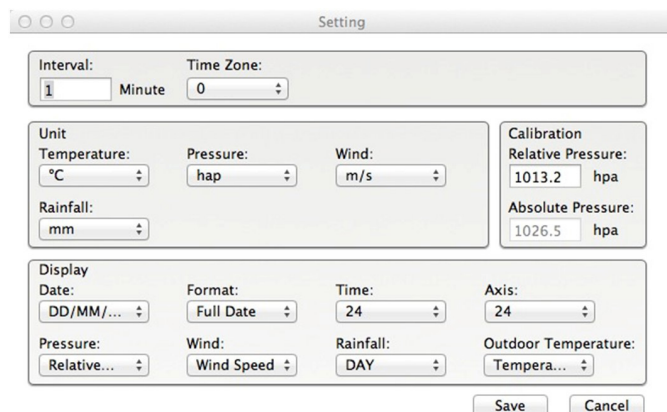 Setting
Interval: Time Zone:
1 Minute 0
Unit
Temperature: Pressure: Wind:
°C hap m/s
Rainfall:
mm
Calibration
Relative Pressure:
1013.2 hpa
Absolute Pressure:
1026.5 hpa
Display
Date: Format: Time: Axis:
DD/MM/... Full Date 24 24
Pressure: Wind: Rainfall: Outdoor Temperature:
Relative... Wind Speed DAY Tempera...
Save Cancel